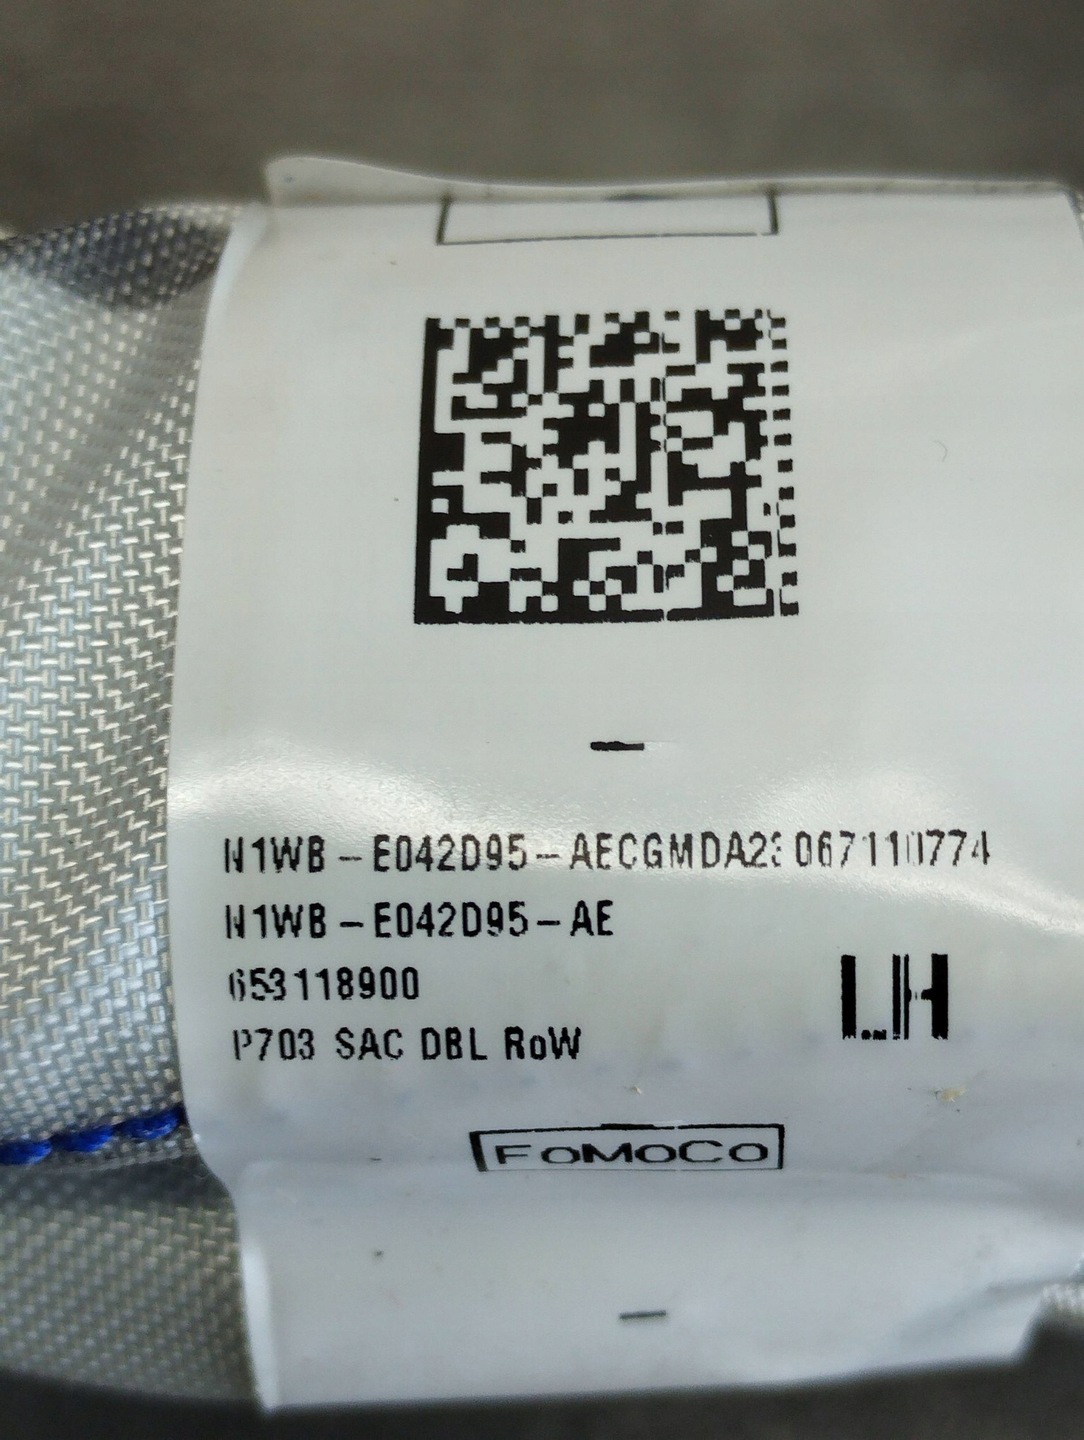 N1WB-E042D95-AECGMDA23067110774
N1WB-E042D95-AE
653118900
LH
P703 SAC DBL RoW
FoMoCo